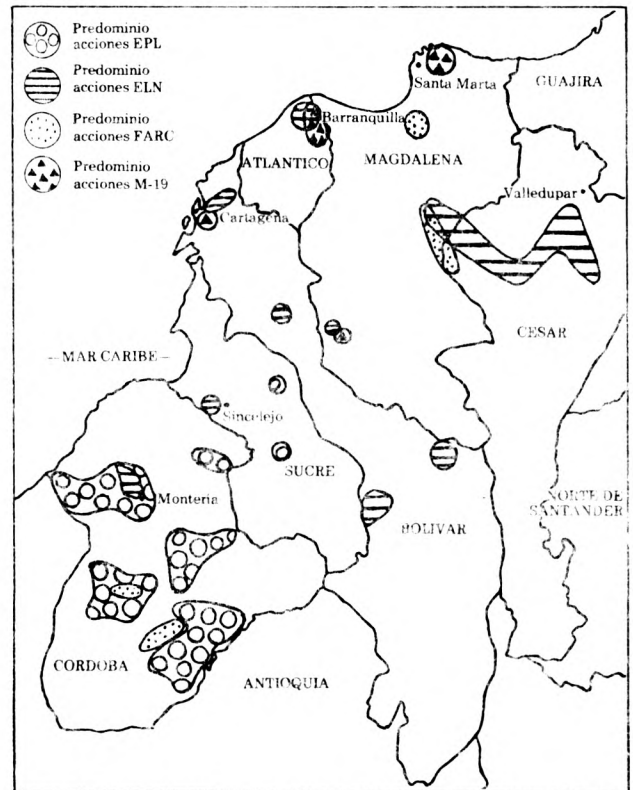 Predominio
acciones EPL
Predominio
acciones ELN
Predominio
acciones FARC
Predominio
acciones M-19
Santa Marta
GUAJIRA
Barranquilla
ATLANTICO
MAGDALENA
Valledupar
Cartagena
CESAR
—MAR CARIBE—
Sincelejo
SUCRE
Montería
NORTE DE
SANTANDER
BOLIVAR
CORDOBA
ANTIOQUIA